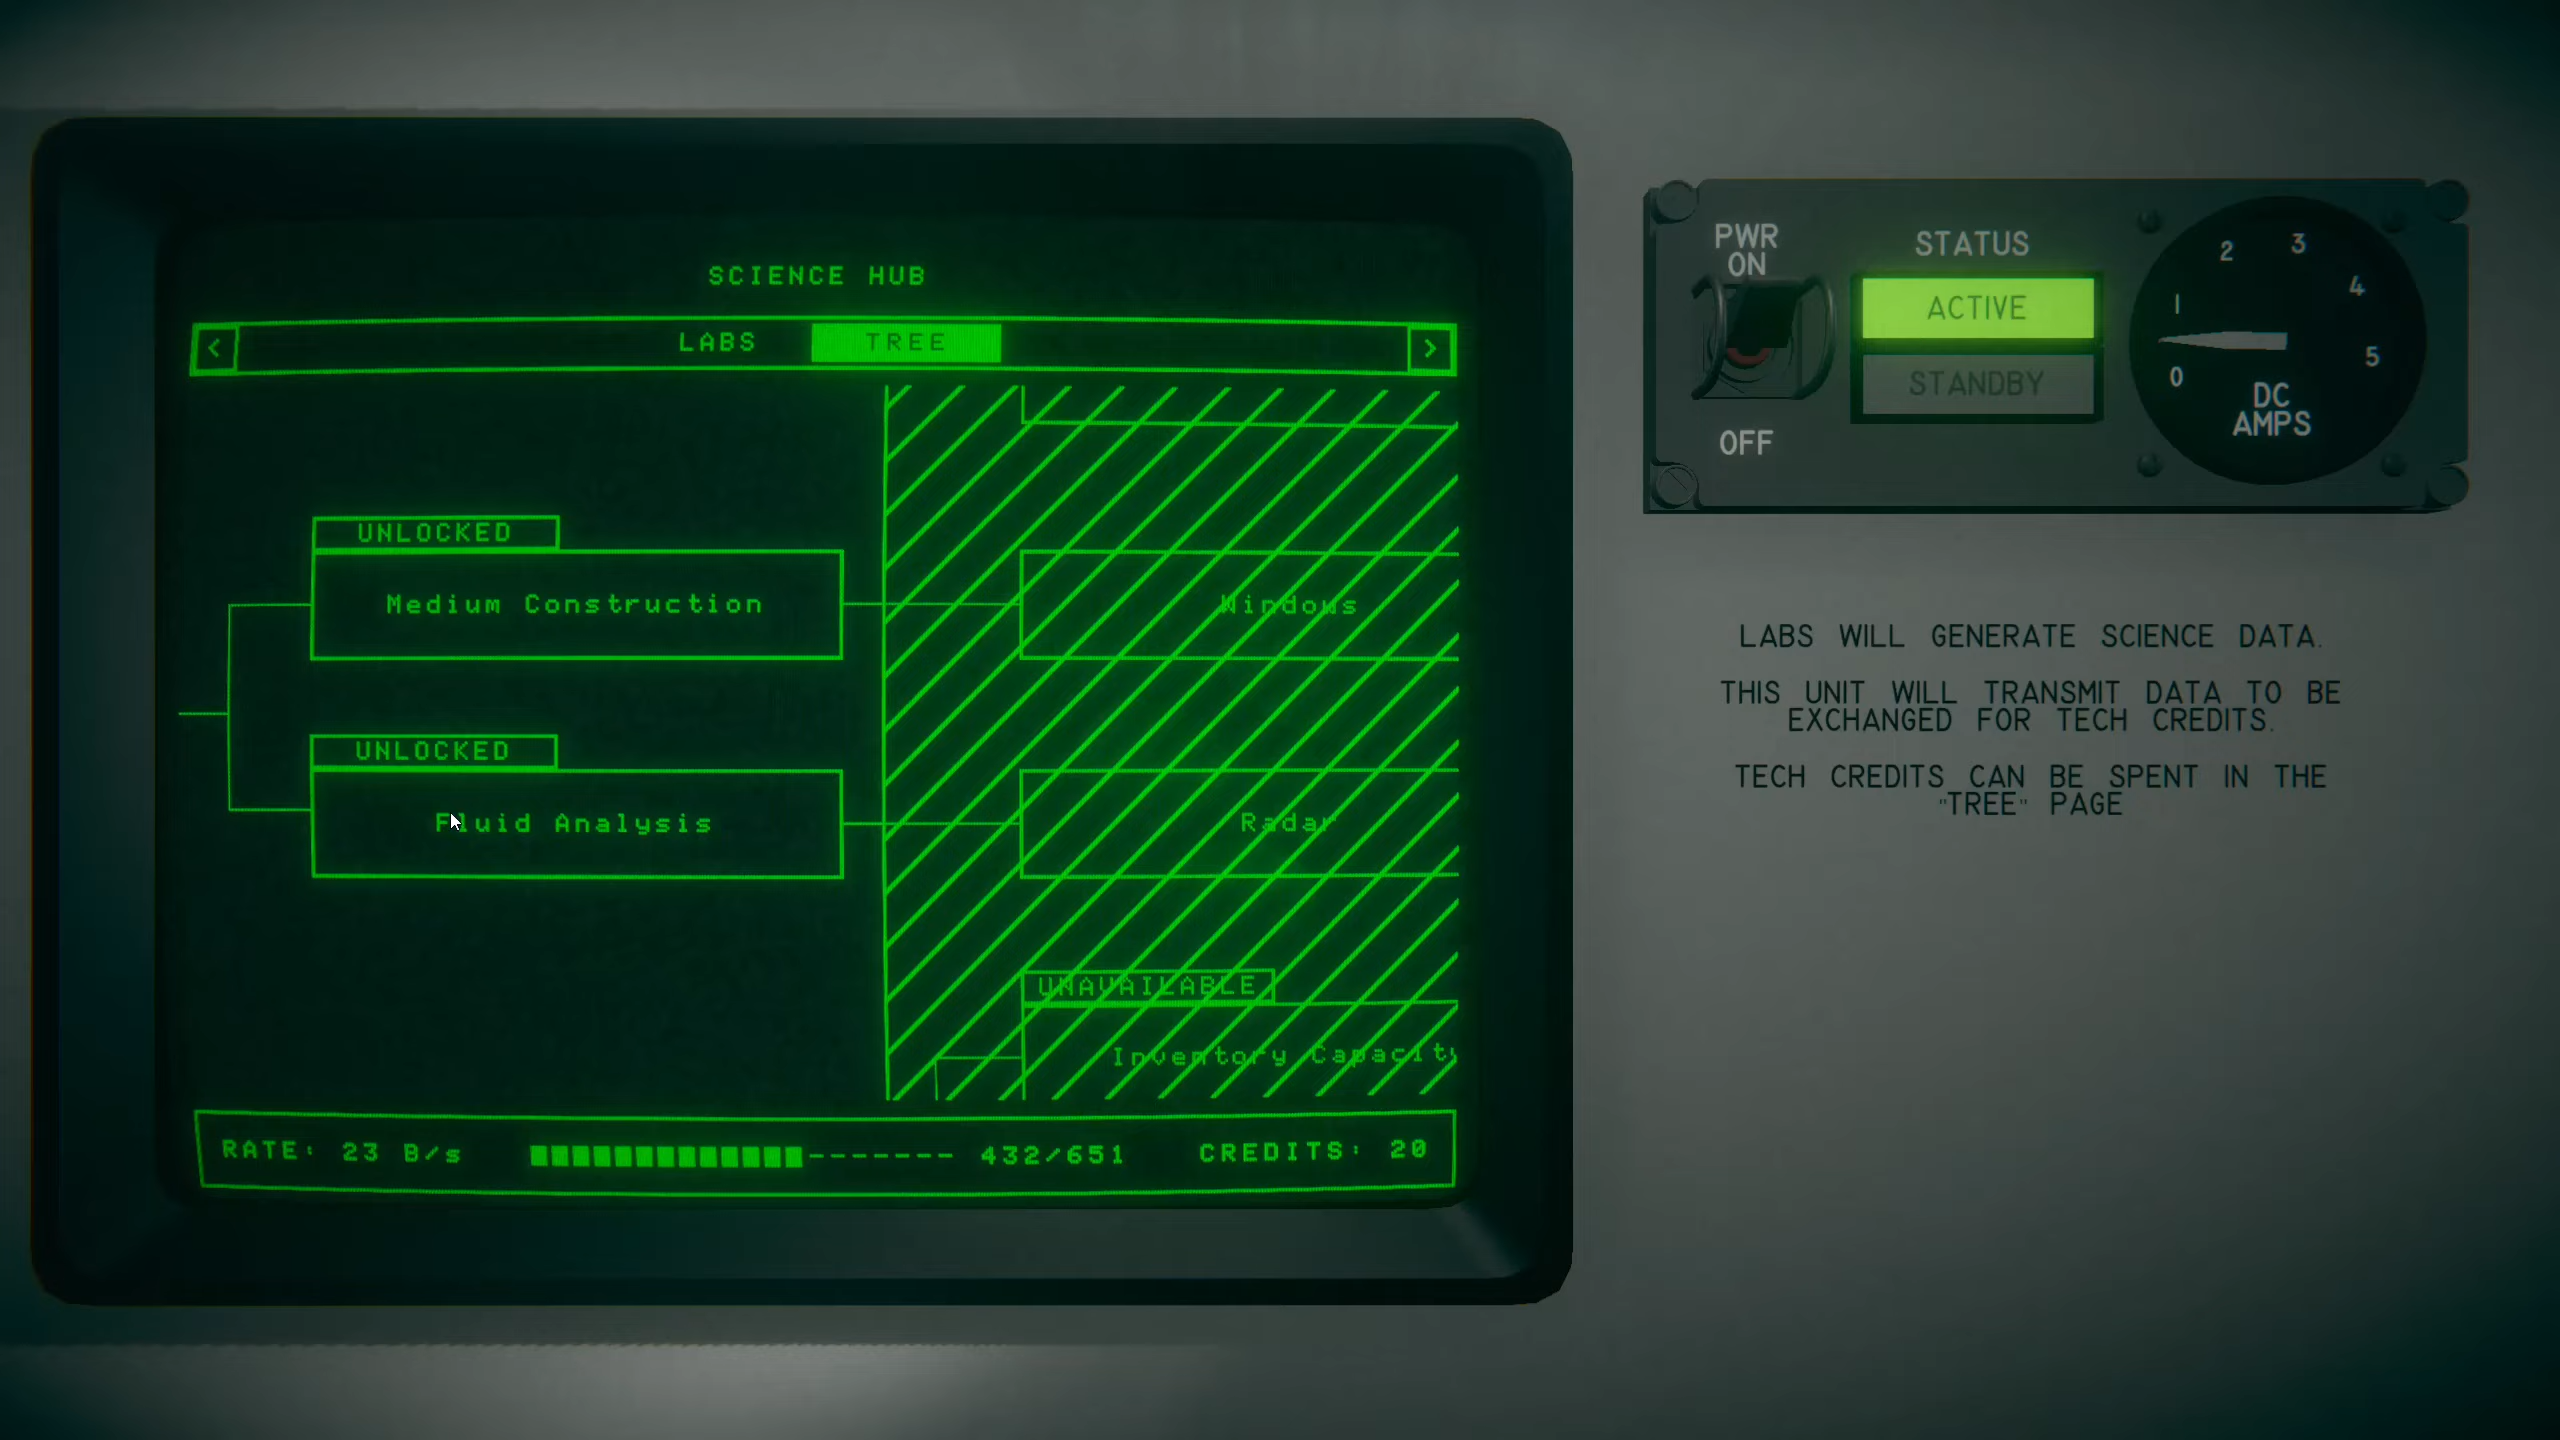 SCIENCE HUB
<
LABS
TREE
>
UNLOCKED
Medium Construction
Windows
UNLOCKED
Fluid Analysis
Radar
UNAVAILABLE
Inventory Capacity
RATE: 23 B/s
432/651
CREDITS: 20
PWR
ON
OFF
STATUS
ACTIVE
STANDBY
0
1
2
3
4
5
DC
AMPS
LABS WILL GENERATE SCIENCE DATA.
THIS UNIT WILL TRANSMIT DATA TO BE
EXCHANGED FOR TECH CREDITS.
TECH CREDITS CAN BE SPENT IN THE
"TREE" PAGE